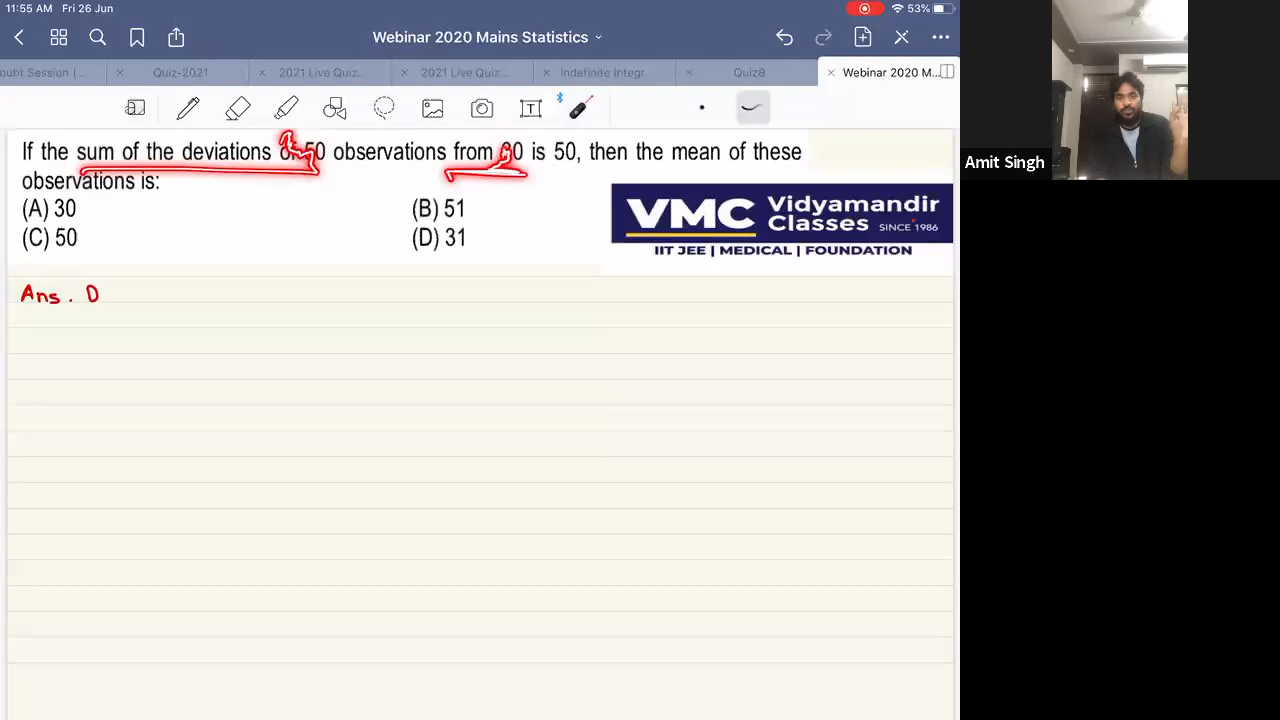 11:55 AM Fri 26 Jun
53%
Webinar 2020 Mains Statistics
oubt Session (... Quiz-2021 2021 Live Quiz... 2021 Live Quiz... Indefinite Integr Quiz8 Webinar 2020 M...
If the sum of the deviations of 50 observations from 30 is 50, then the mean of these
observations is:
(A) 30 (B) 51
(C) 50 (D) 31
VMC Vidyamandir Classes SINCE 1986
IIT JEE | MEDICAL | FOUNDATION
Ans. D
Amit Singh